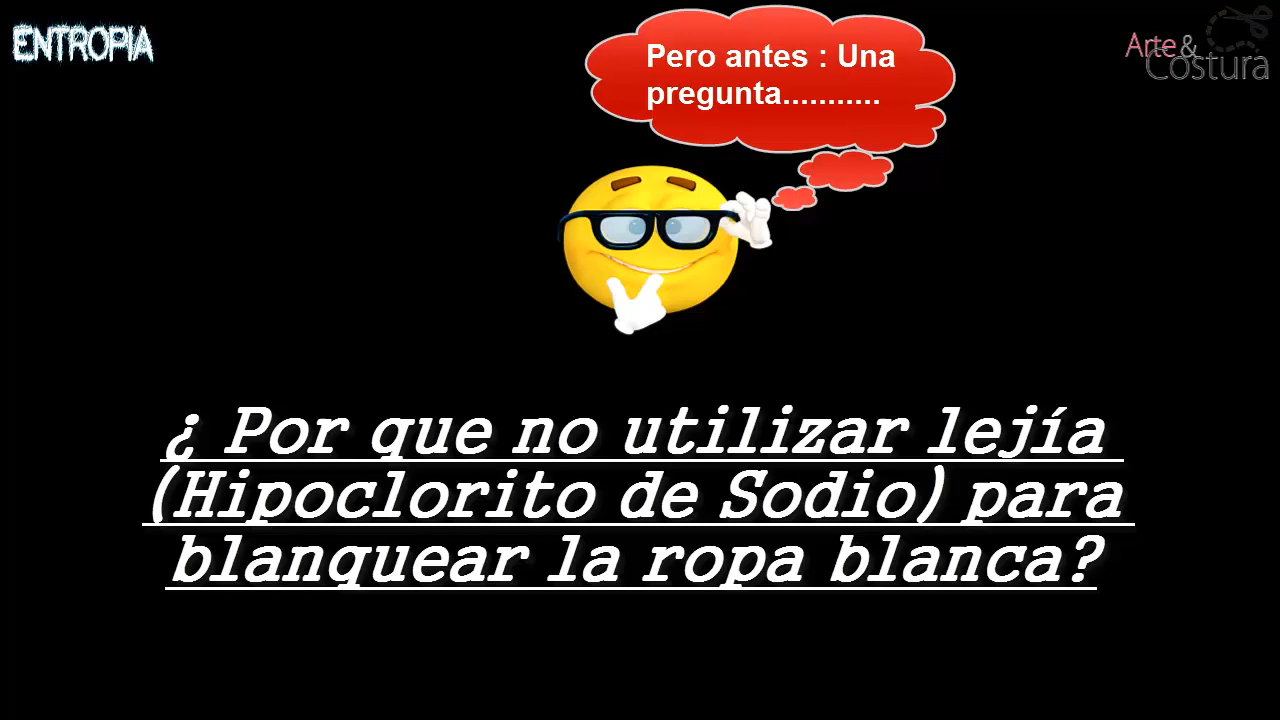 ENTROPIA
Pero antes : Una
pregunta...........
Arte&
Costura
¿ Por que no utilizar lejía
(Hipoclorito de Sodio) para
blanquear la ropa blanca?